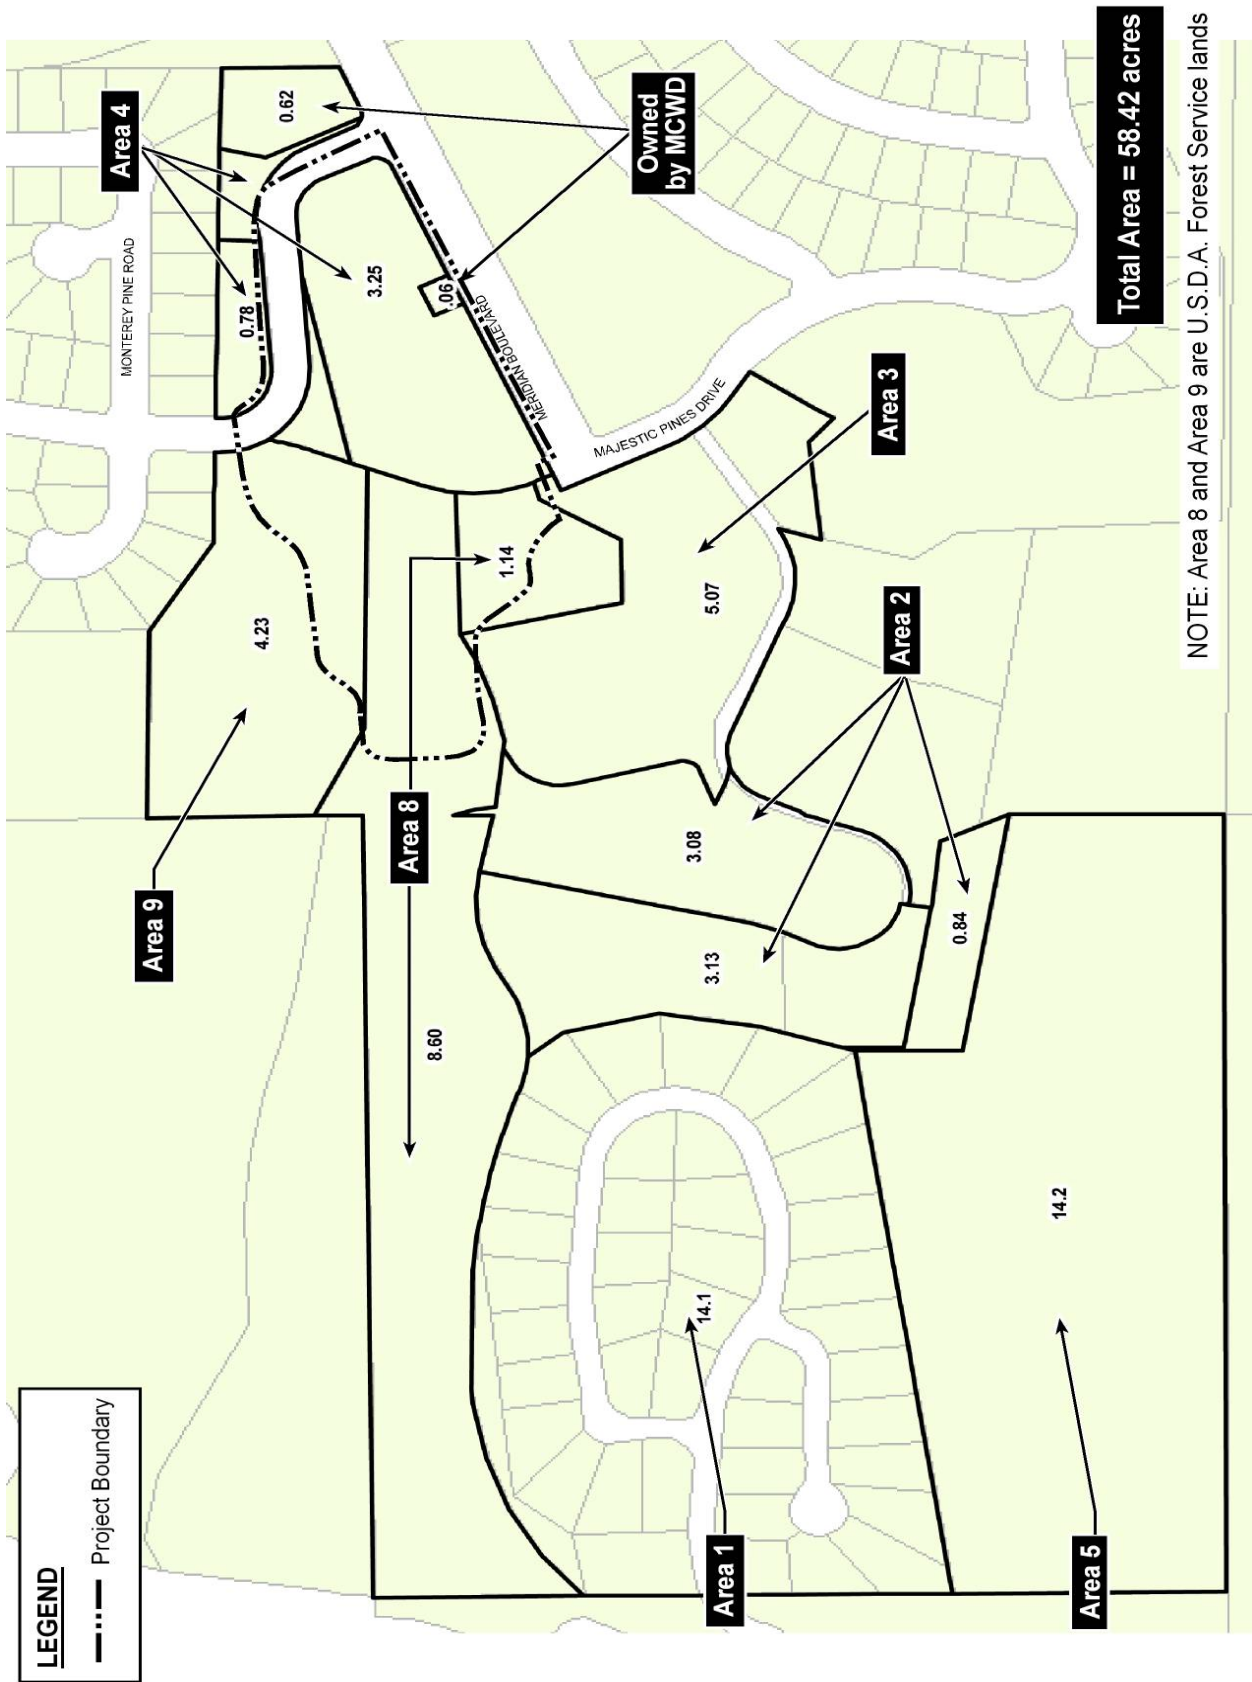 LEGEND
Project Boundary
Area 9
Area 4
MONTEREY PINE ROAD
4.23
0.78
0.62
Area 8
8.60
3.25
.06
1.14
MERIDIAN BOULEVARD
Owned
by MCWD
MAJESTIC PINES DRIVE
Area 1
14.1
3.13
3.08
5.07
Area 3
Area 2
0.84
Area 5
14.2
Total Area = 58.42 acres
NOTE: Area 8 and Area 9 are U.S.D.A. Forest Service lands